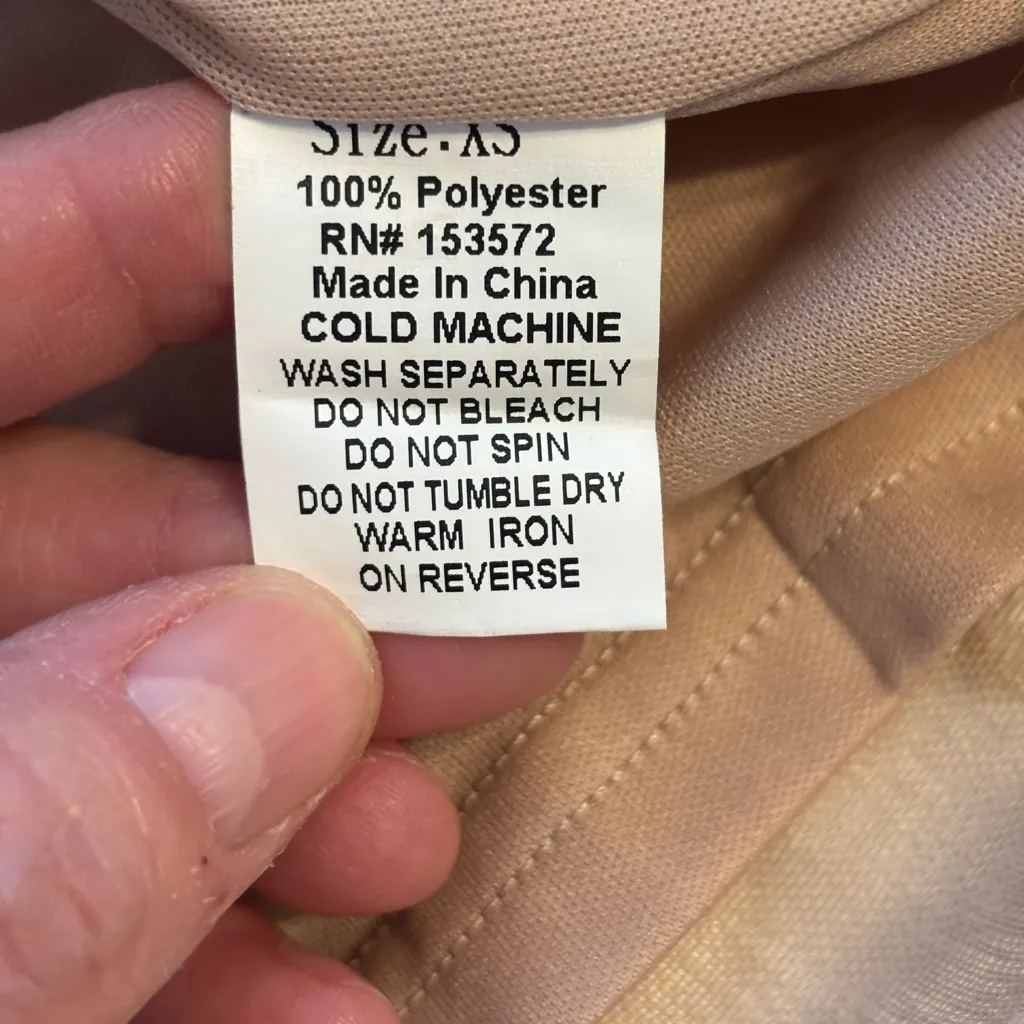 Size:XS
100% Polyester
RN# 153572
Made In China
COLD MACHINE
WASH SEPARATELY
DO NOT BLEACH
DO NOT SPIN
DO NOT TUMBLE DRY
WARM IRON
ON REVERSE